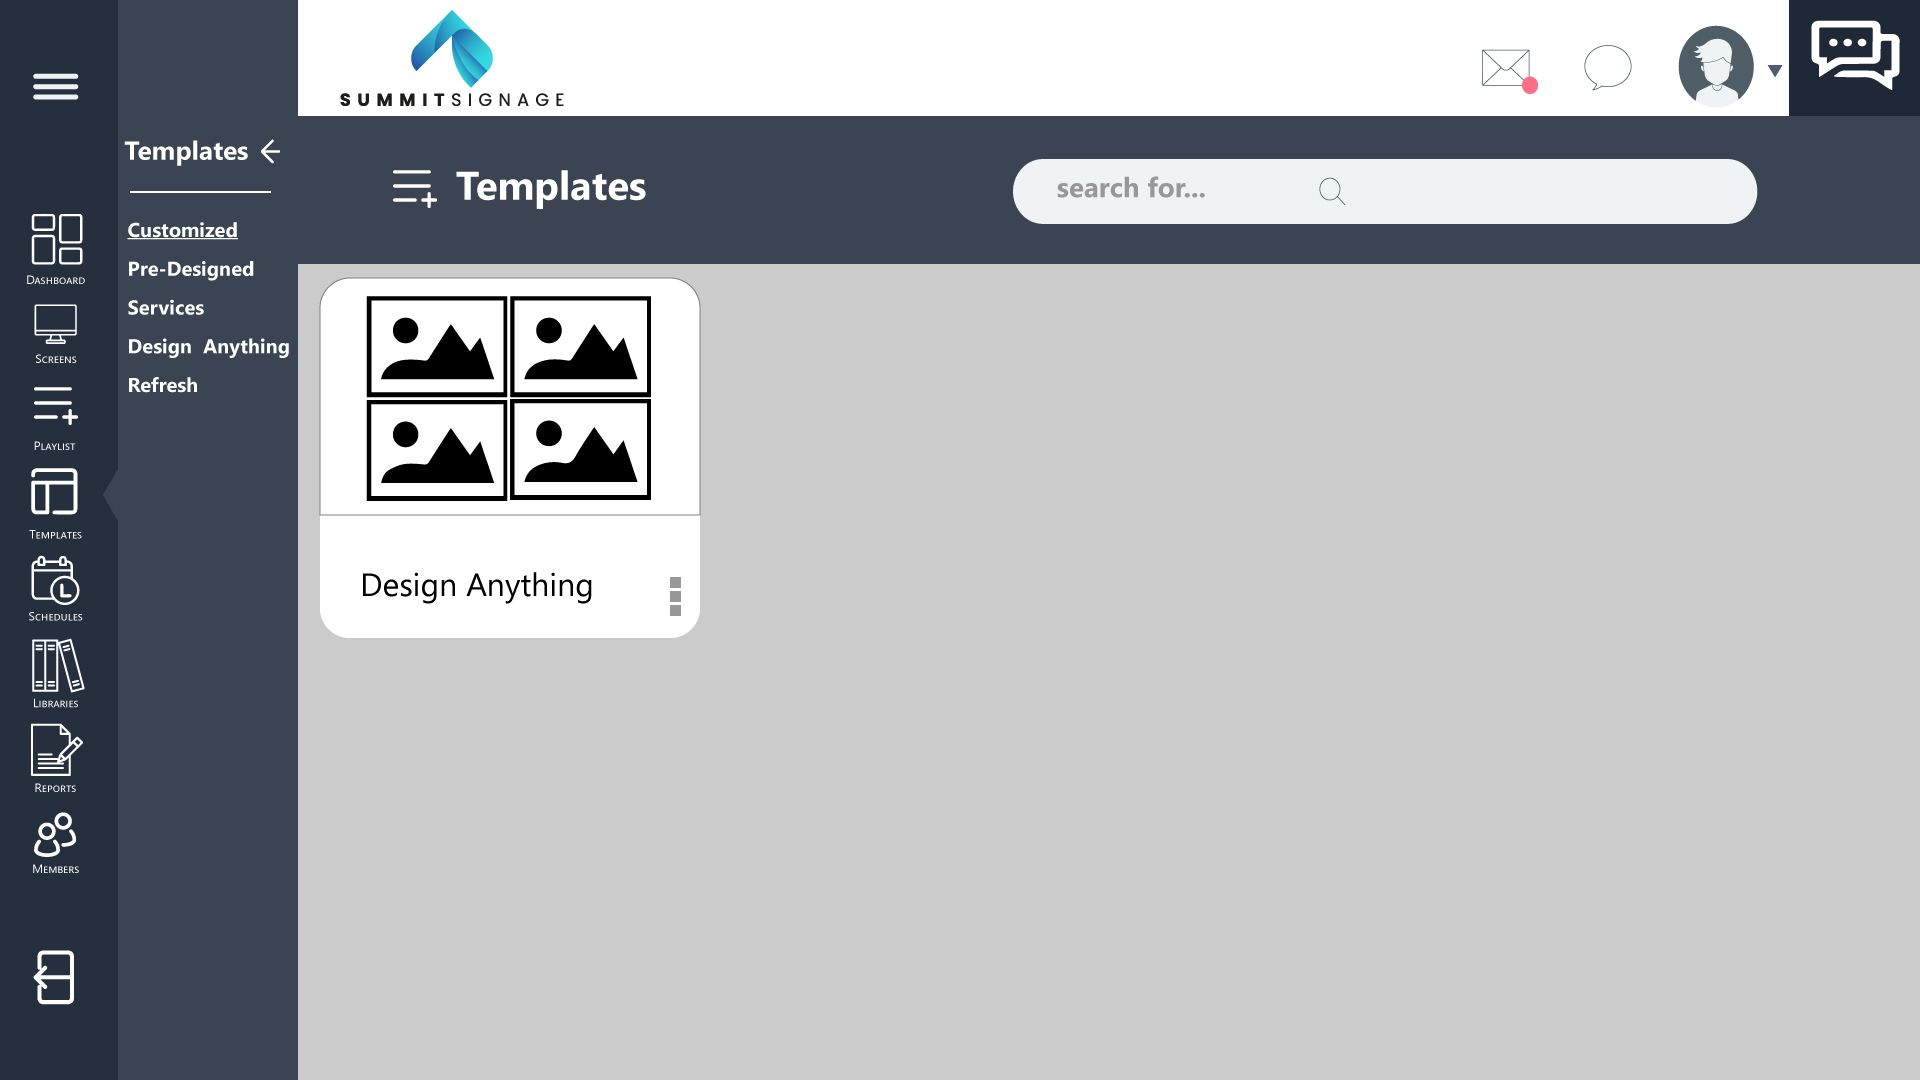 SUMMITSIGNAGE
Templates
Customized
Pre-Designed
Services
Design Anything
Refresh
Dashboard
Screens
Playlist
Templates
Schedules
Libraries
Reports
Members
Templates
search for...
Design Anything